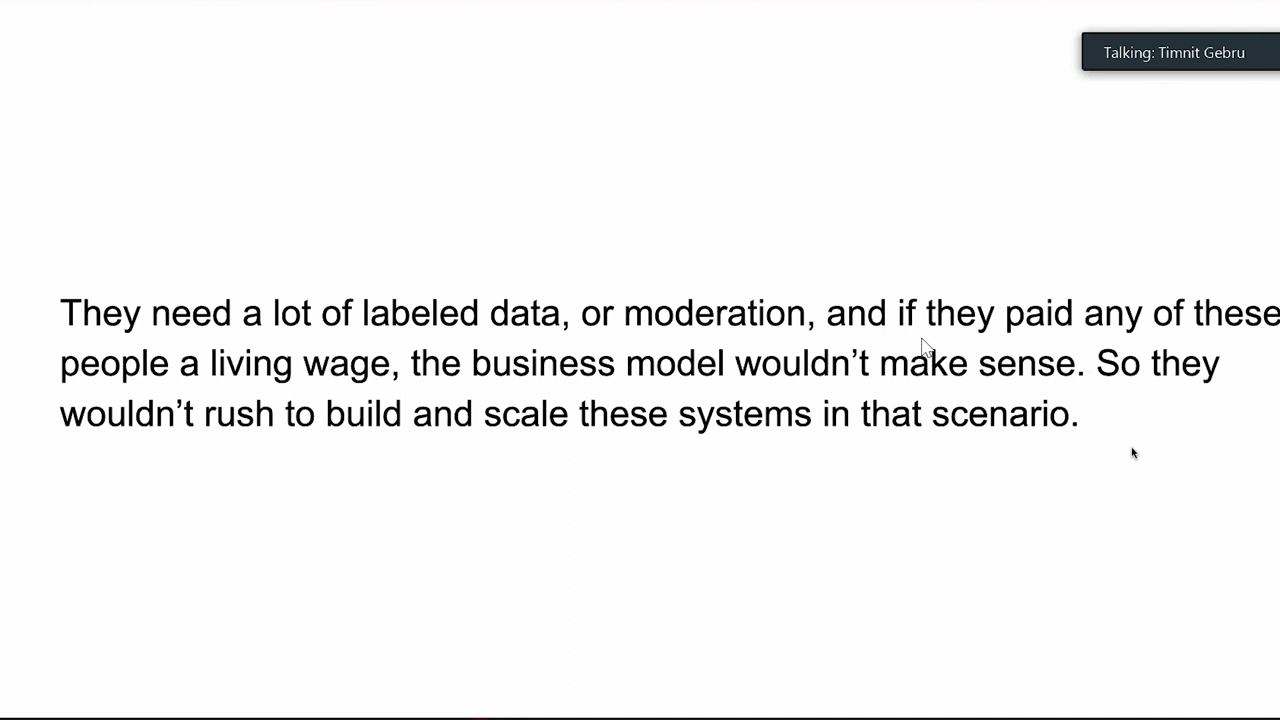 Talking: Timnit Gebru
They need a lot of labeled data, or moderation, and if they paid any of these
people a living wage, the business model wouldn’t make sense. So they
wouldn’t rush to build and scale these systems in that scenario.